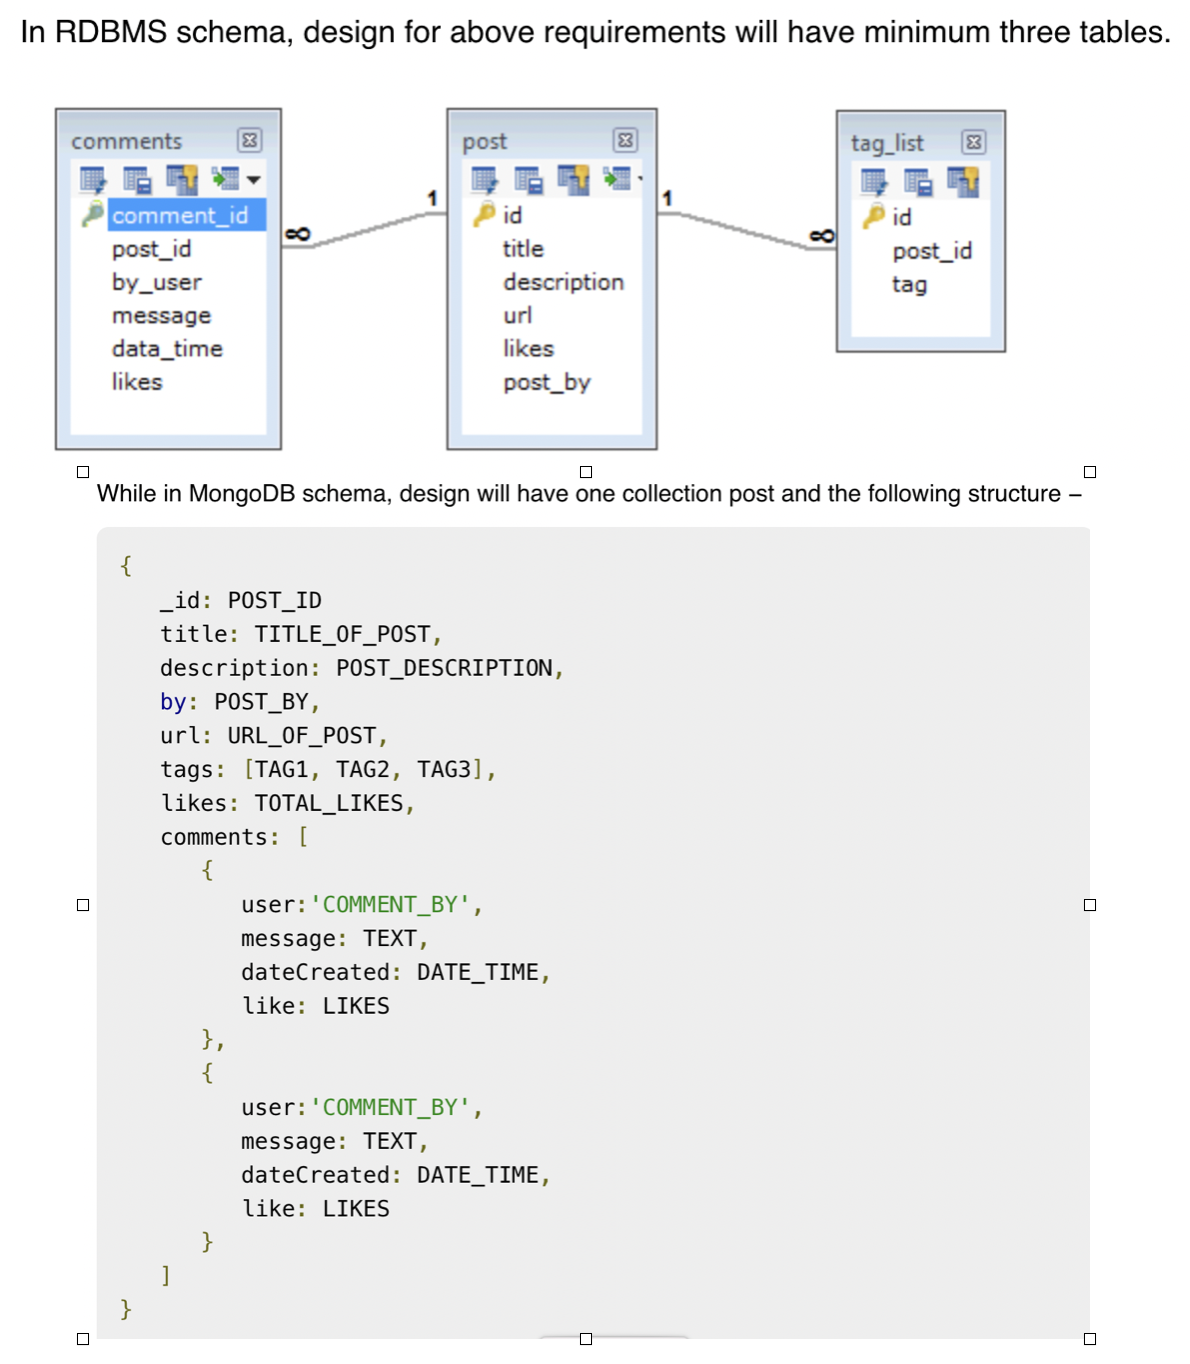 In RDBMS schema, design for above requirements will have minimum three tables.
comments
comment_id
post_id
by_user
message
data_time
likes
∞
1
post
id
title
description
url
likes
post_by
1
∞
tag_list
id
post_id
tag
While in MongoDB schema, design will have one collection post and the following structure −
{
   _id: POST_ID
   title: TITLE_OF_POST,
   description: POST_DESCRIPTION,
   by: POST_BY,
   url: URL_OF_POST,
   tags: [TAG1, TAG2, TAG3],
   likes: TOTAL_LIKES,
   comments: [
      {
         user:'COMMENT_BY',
         message: TEXT,
         dateCreated: DATE_TIME,
         like: LIKES
      },
      {
         user:'COMMENT_BY',
         message: TEXT,
         dateCreated: DATE_TIME,
         like: LIKES
      }
   ]
}